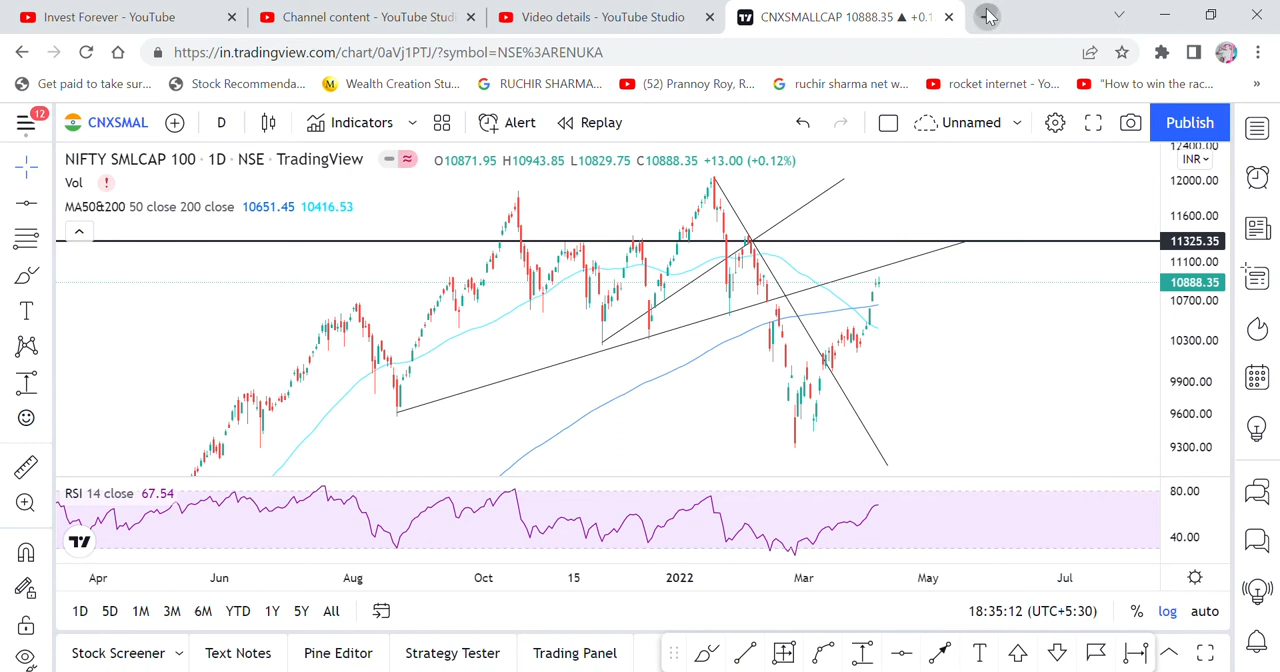 Invest Forever - YouTube
Channel content - YouTube Studi
Video details - YouTube Studio
CNXSMALLCAP 10888.35 ▲ +0.1
https://in.tradingview.com/chart/0aVj1PTJ/?symbol=NSE%3ARENUKA
Get paid to take sur...
Stock Recommenda...
Wealth Creation Stu...
RUCHIR SHARMA...
(52) Prannoy Roy, R...
ruchir sharma net w...
rocket internet - Yo...
"How to win the rac...
»
12
CNXSMAL
D
Indicators
Alert
Replay
Unnamed
Publish
NIFTY SMLCAP 100 · 1D · NSE · TradingView
O10871.95 H10943.85 L10829.75 C10888.35 +13.00 (+0.12%)
Vol
MA50&200 50 close 200 close 10651.45 10416.53
12400.00
INR
12000.00
11600.00
11325.35
11100.00
10888.35
10700.00
10300.00
9900.00
9600.00
9300.00
RSI 14 close 67.54
80.00
40.00
Apr
Jun
Aug
Oct
15
2022
Mar
May
Jul
1D 5D 1M 3M 6M YTD 1Y 5Y All
18:35:12 (UTC+5:30)
% log auto
Stock Screener
Text Notes
Pine Editor
Strategy Tester
Trading Panel